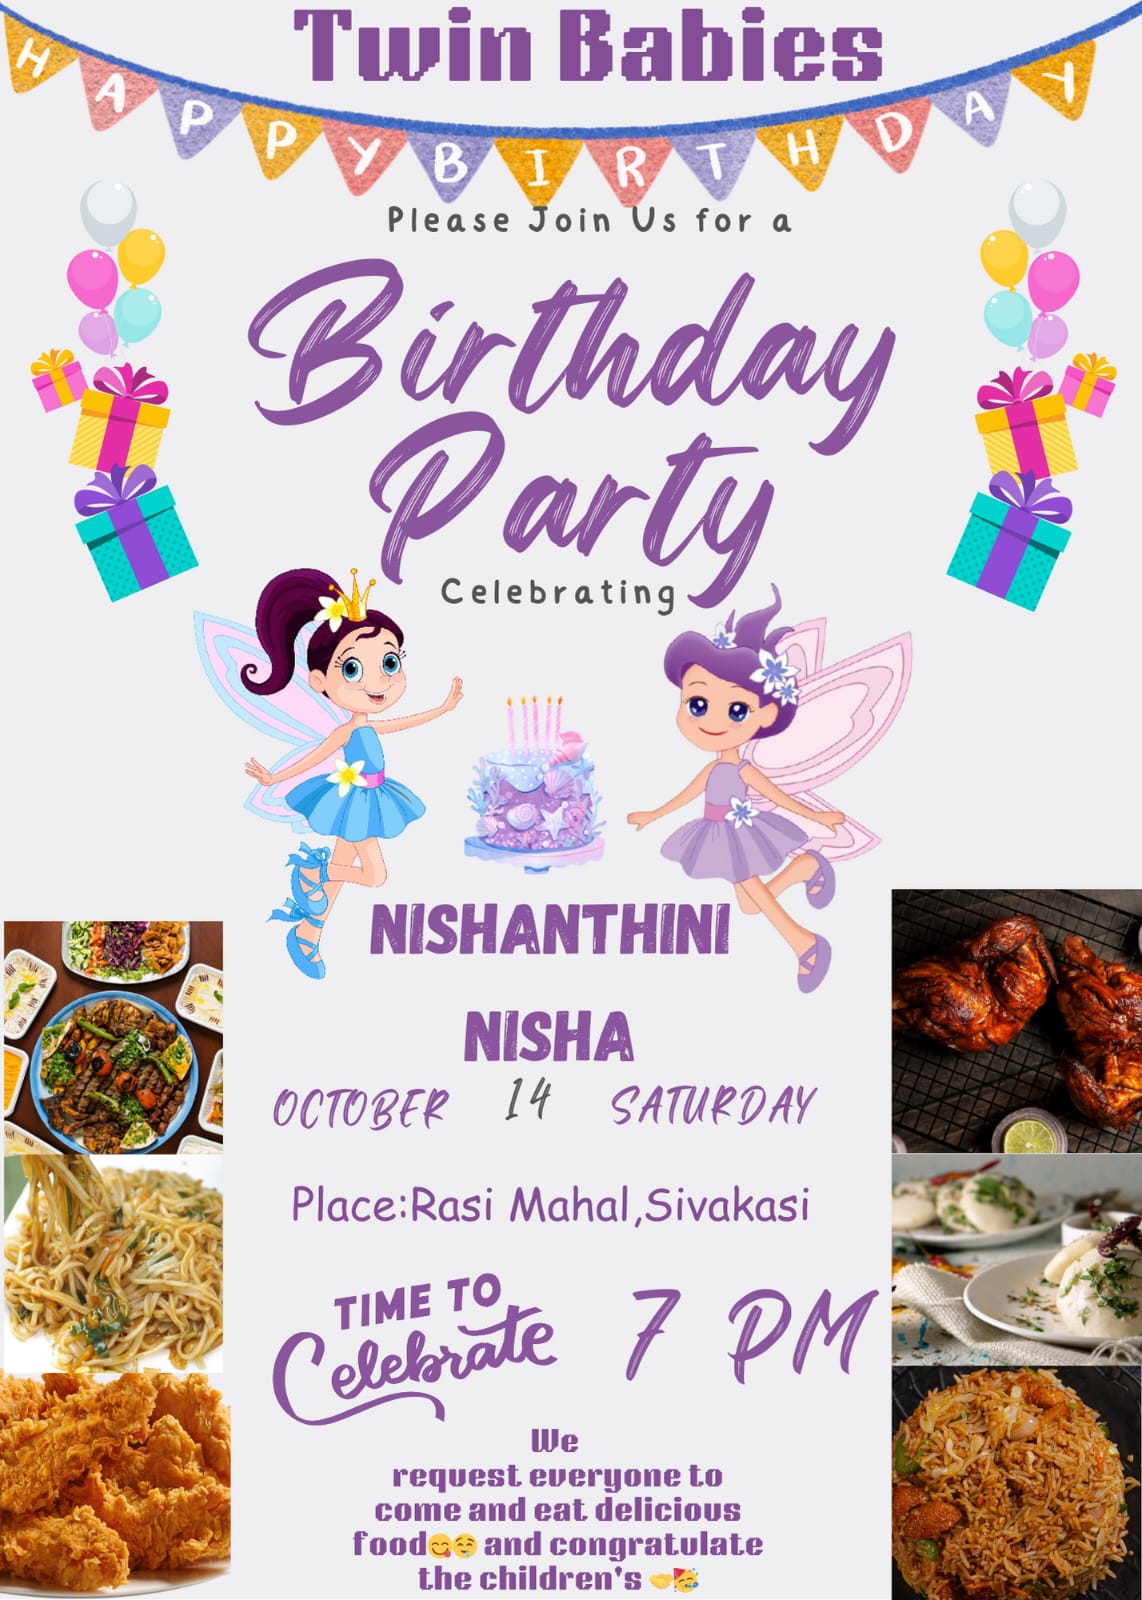 Twin Babies
HAPPY BIRTHDAY
Please Join Us for a
Birthday
Party
Celebrating
NISHANTHINI
NISHA
OCTOBER 14 SATURDAY
Place:Rasi Mahal,Sivakasi
TIME TO
Celebrate
7 PM
We
request everyone to
come and eat delicious
food😋🤤 and congratulate
the children's 🤝🥳